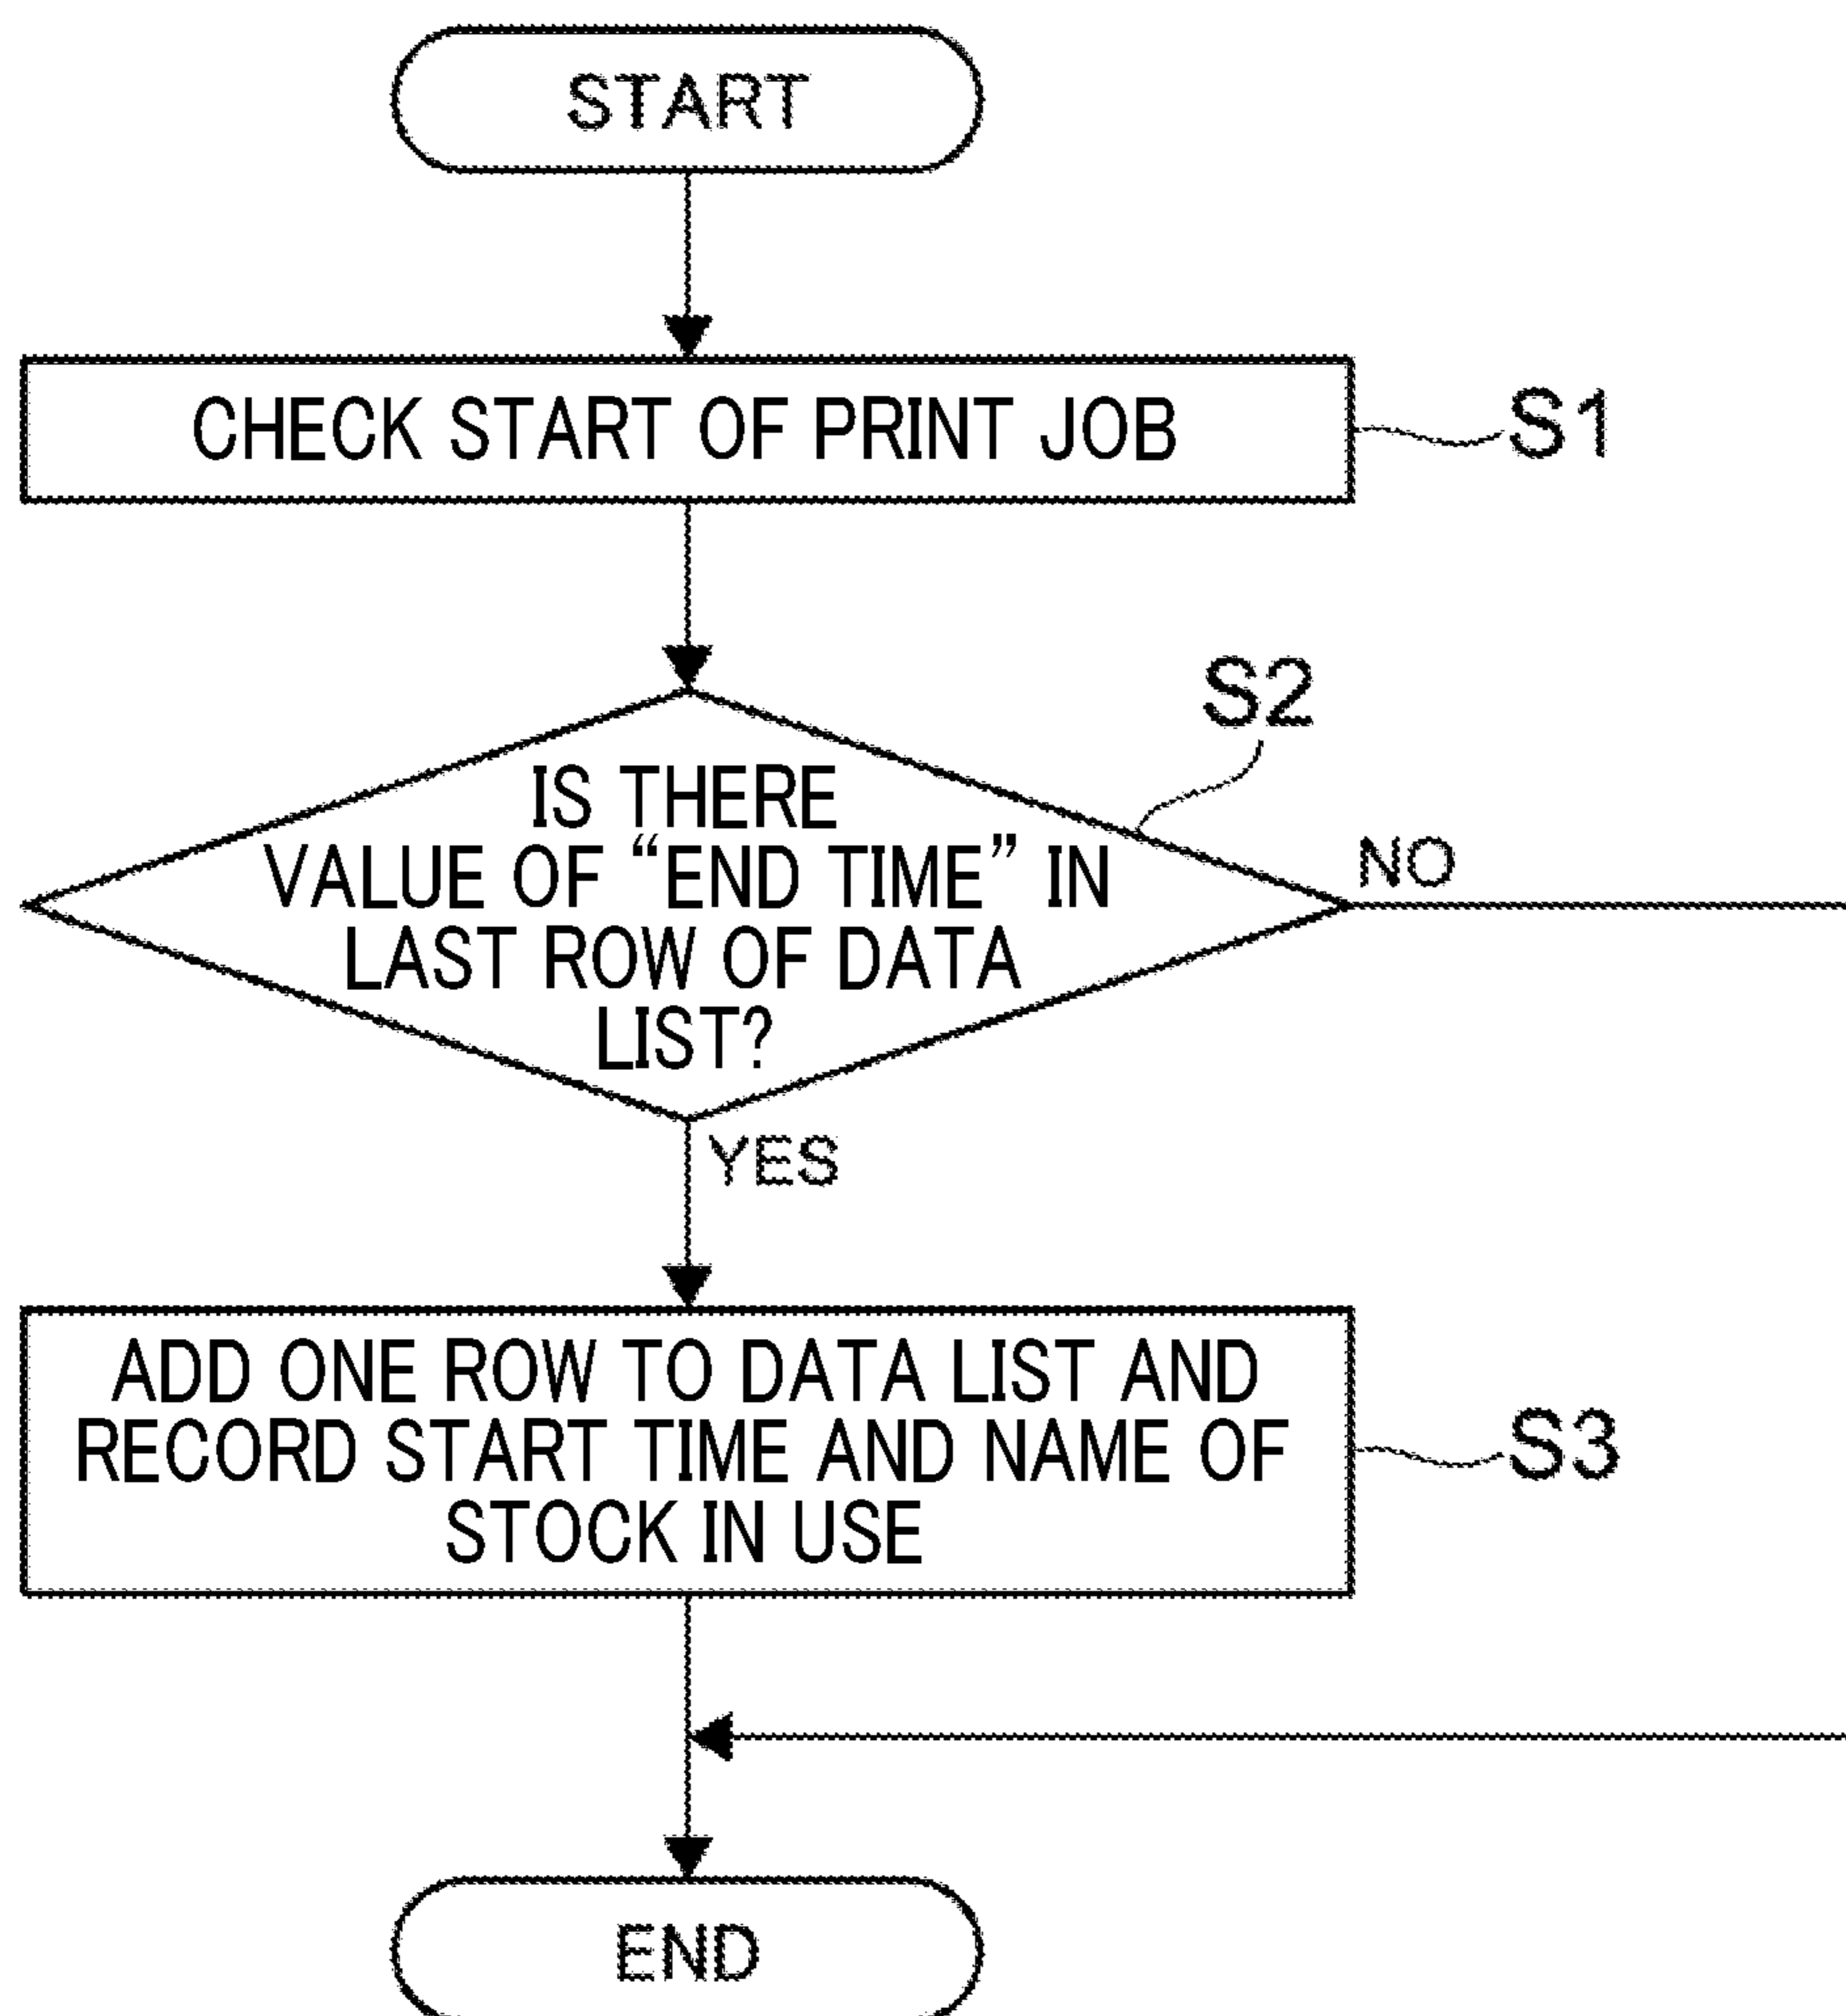 START
CHECK START OF PRINT JOB
S1
S2
IS THERE
VALUE OF “END TIME” IN
LAST ROW OF DATA
LIST?
NO
YES
ADD ONE ROW TO DATA LIST AND
RECORD START TIME AND NAME OF
STOCK IN USE
S3
END